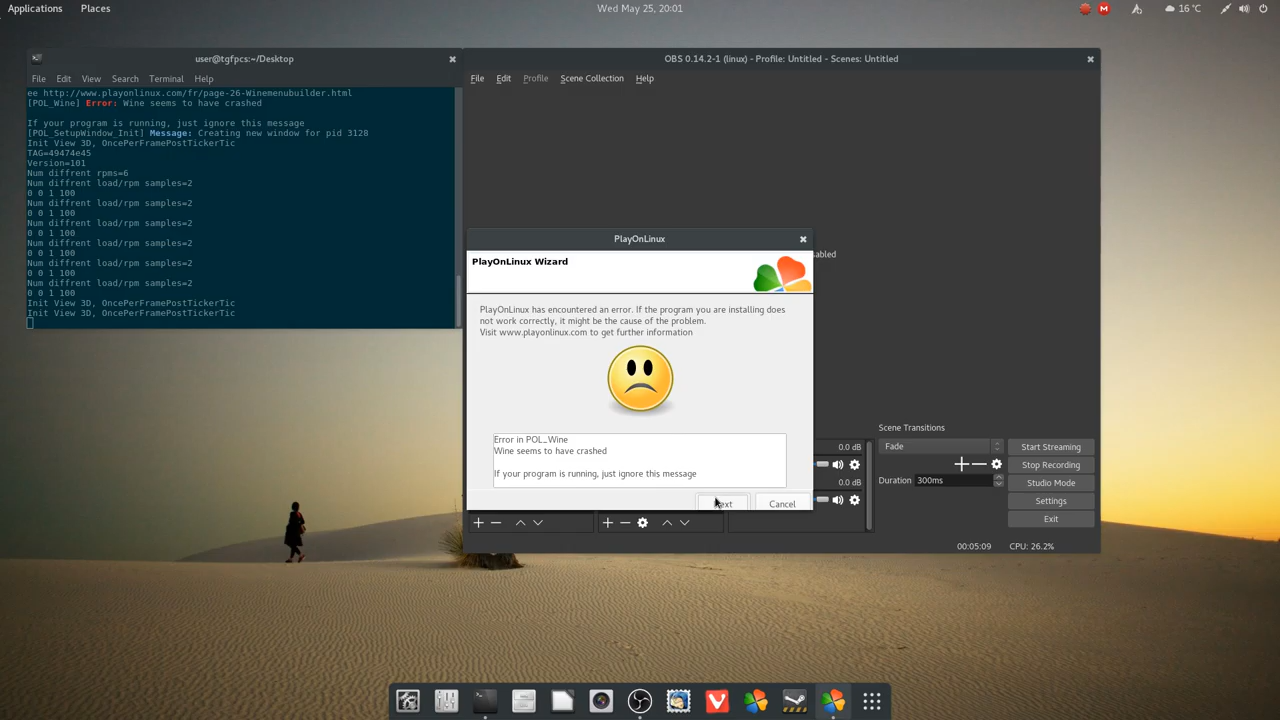 Applications Places
Wed May 25, 20:01
16 °C
user@tgfpcs:~/Desktop
File Edit View Search Terminal Help
ee http://www.playonlinux.com/fr/page-26-Winemenubuilder.html
[POL_Wine] Error: Wine seems to have crashed
If your program is running, just ignore this message
[POL_SetupWindow_Init] Message: Creating new window for pid 3128
Init View 3D, OncePerFramePostTickerTic
TAG=49474e45
Version=101
Num diffrent rpms=6
Num diffrent load/rpm samples=2
0 0 1 100
Num diffrent load/rpm samples=2
0 0 1 100
Num diffrent load/rpm samples=2
0 0 1 100
Num diffrent load/rpm samples=2
0 0 1 100
Num diffrent load/rpm samples=2
0 0 1 100
Num diffrent load/rpm samples=2
0 0 1 100
Init View 3D, OncePerFramePostTickerTic
Init View 3D, OncePerFramePostTickerTic
OBS 0.14.2-1 (linux) - Profile: Untitled - Scenes: Untitled
File Edit Profile Scene Collection Help
abled
PlayOnLinux
PlayOnLinux Wizard
PlayOnLinux has encountered an error. If the program you are installing does
not work correctly, it might be the cause of the problem.
Visit www.playonlinux.com to get further information
Error in POL_Wine
Wine seems to have crashed
If your program is running, just ignore this message
ext Cancel
0.0 dB
0.0 dB
Scene Transitions
Fade
Duration 300ms
Start Streaming
Stop Recording
Studio Mode
Settings
Exit
00:05:09 CPU: 26.2%